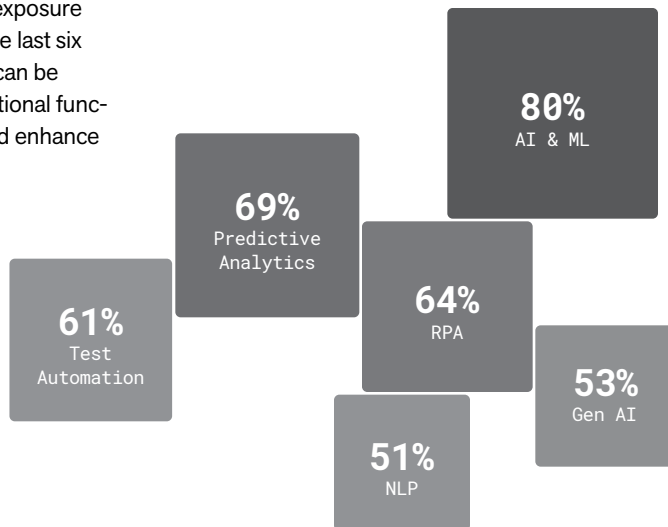 exposure
e last six
can be
tional func-
d enhance
80%
AI & ML
69%
Predictive
Analytics
64%
RPA
61%
Test
Automation
53%
Gen AI
51%
NLP